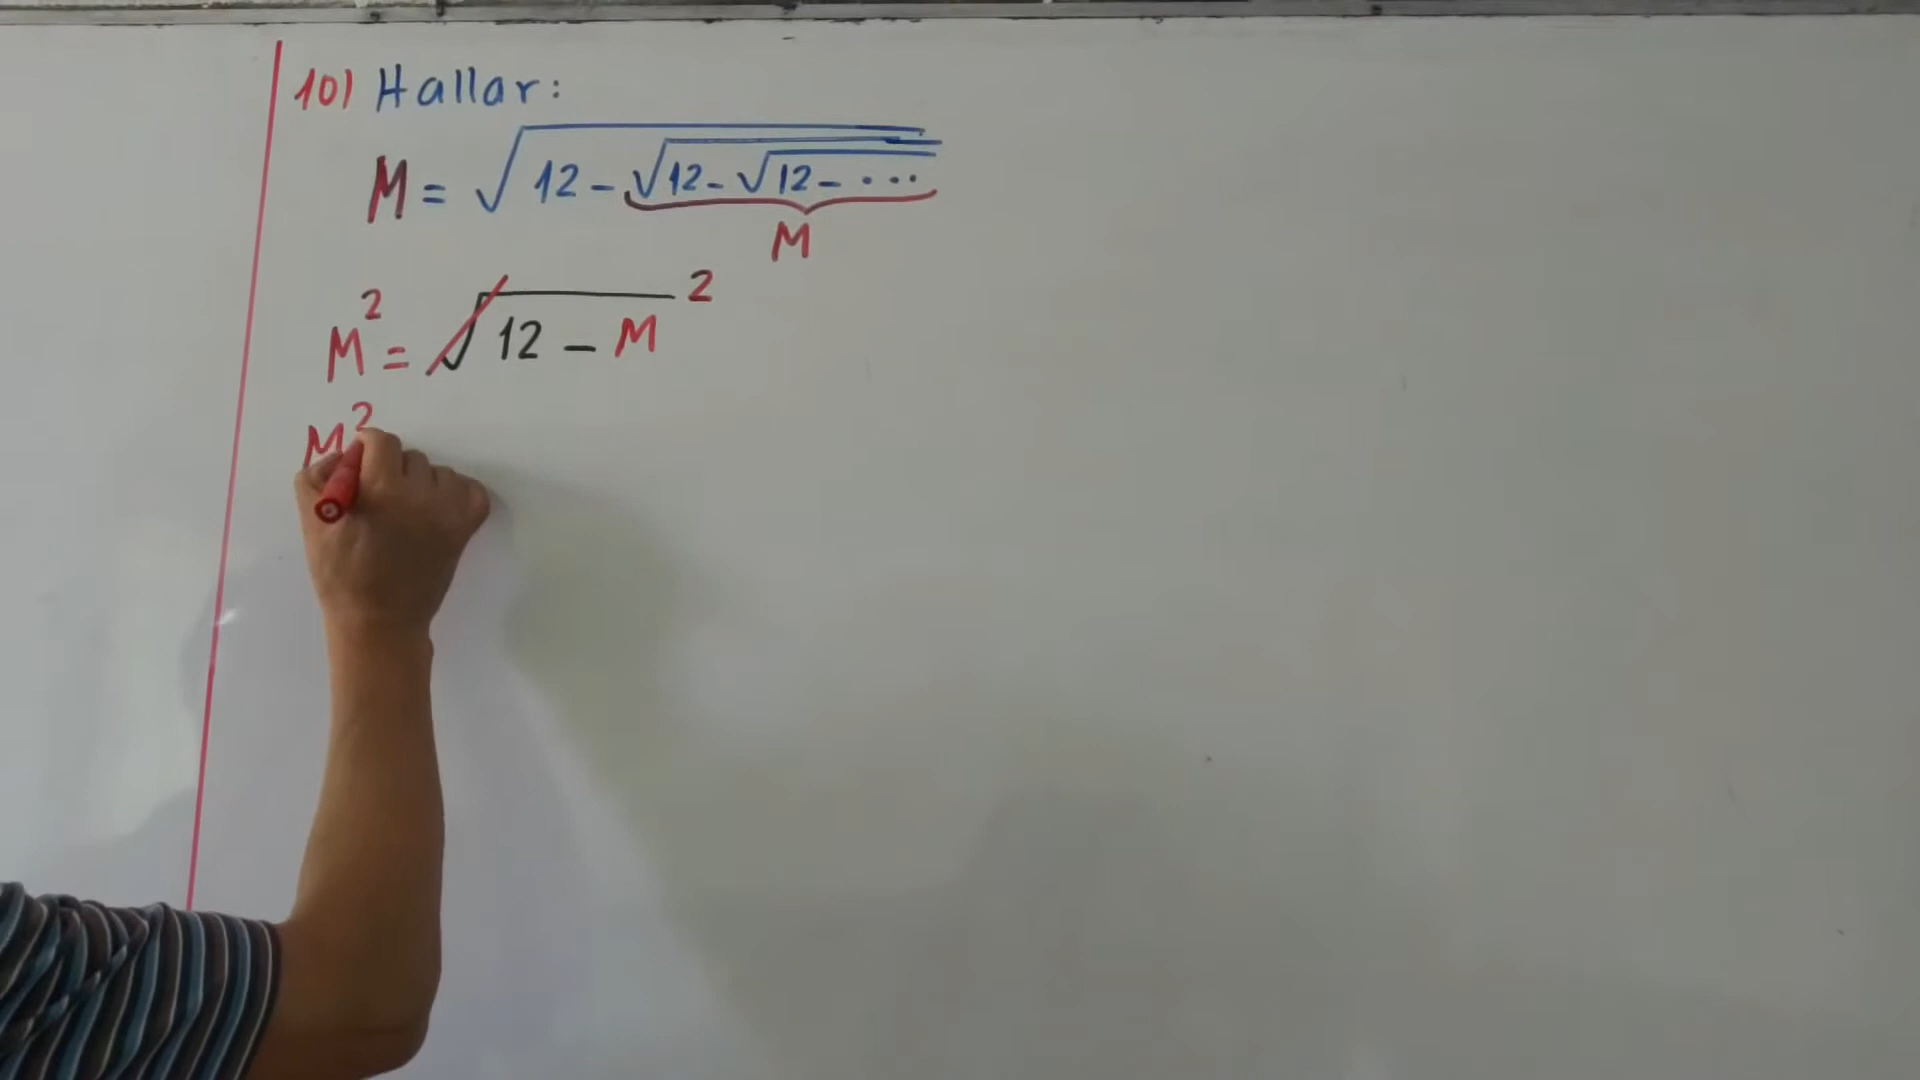 10) Hallar:
M = √12 - √12 - √12 - ...
M
M² = √12 - M ²
M²